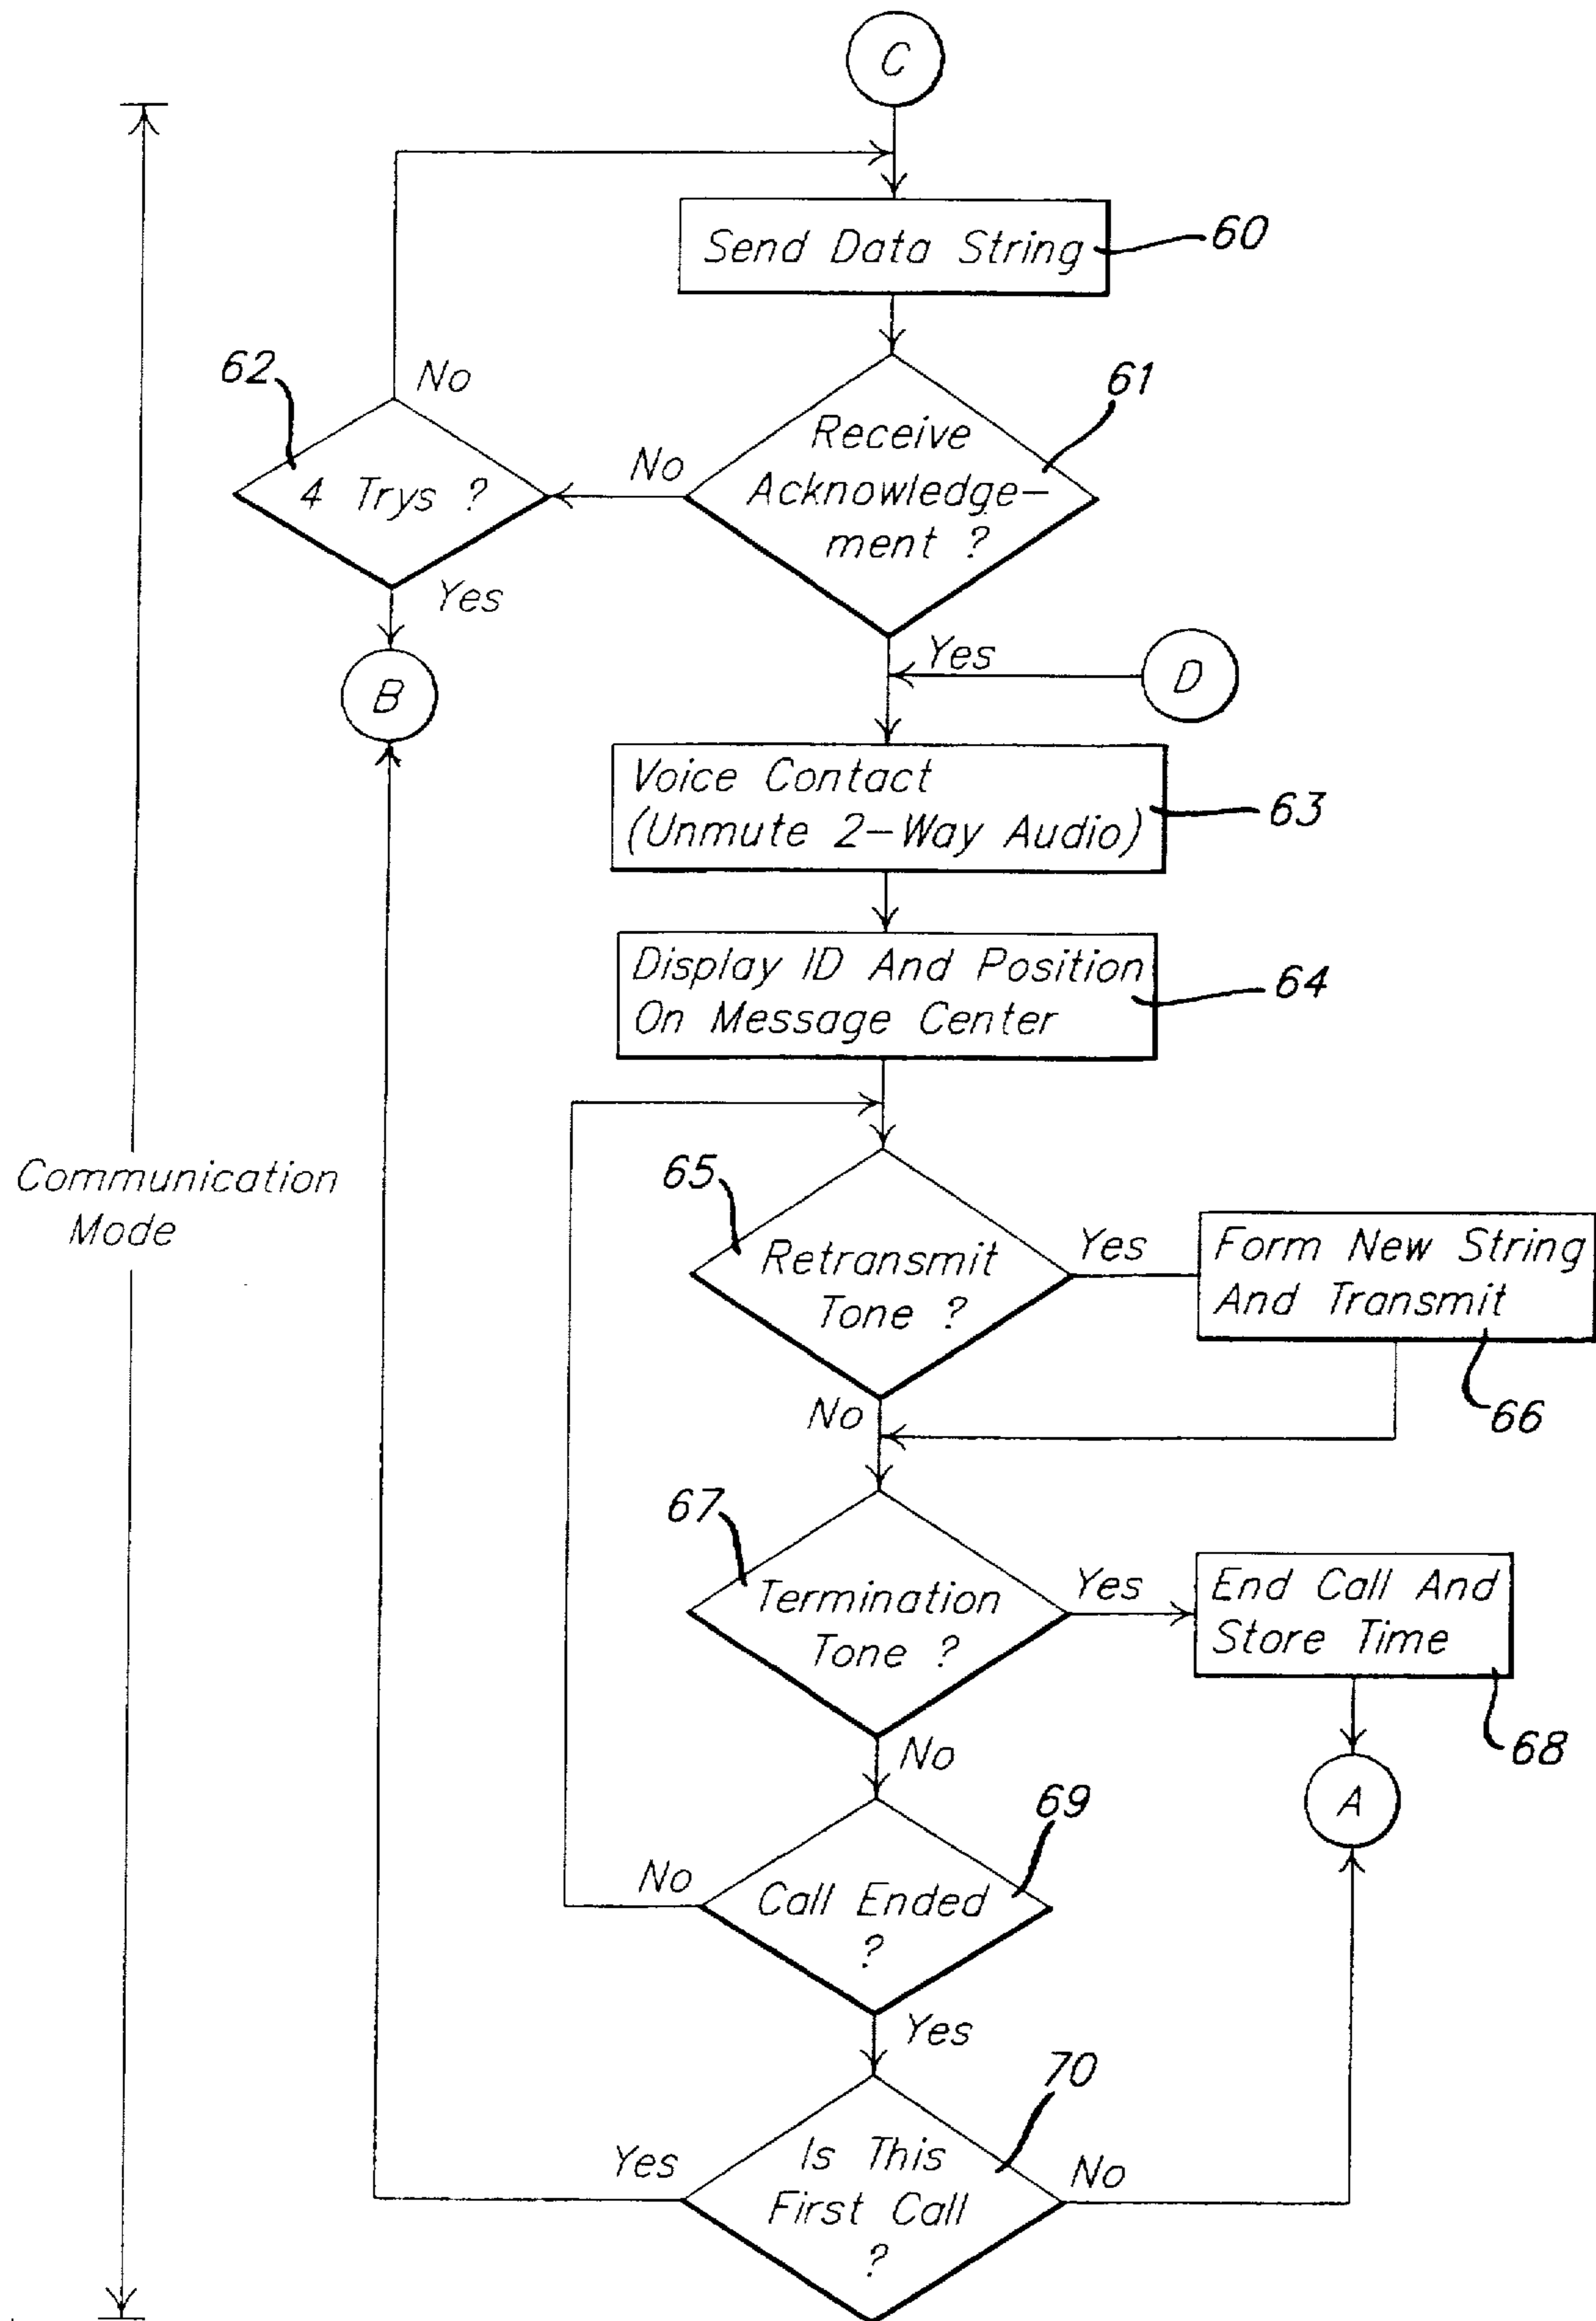 C
Send Data String
60
62
No
61
Receive
Acknowledge-
ment ?
No
4 Trys ?
Yes
Yes
D
B
Voice Contact
(Unmute 2-Way Audio)
63
Display ID And Position
On Message Center
64
Communication
Mode
65
Retransmit
Tone ?
Yes
Form New String
And Transmit
66
No
67
Termination
Tone ?
Yes
End Call And
Store Time
68
No
A
69
No
Call Ended
?
Yes
70
Yes
Is This
First Call
?
No